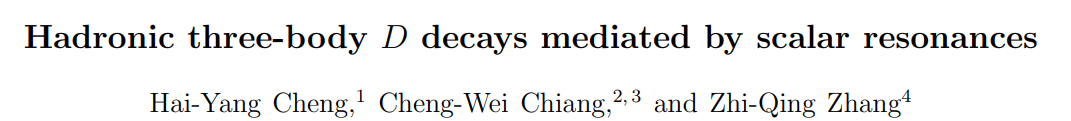 Hadronic three-body D decays mediated by scalar resonances
Hai-Yang Cheng,¹ Cheng-Wei Chiang,²,³ and Zhi-Qing Zhang⁴